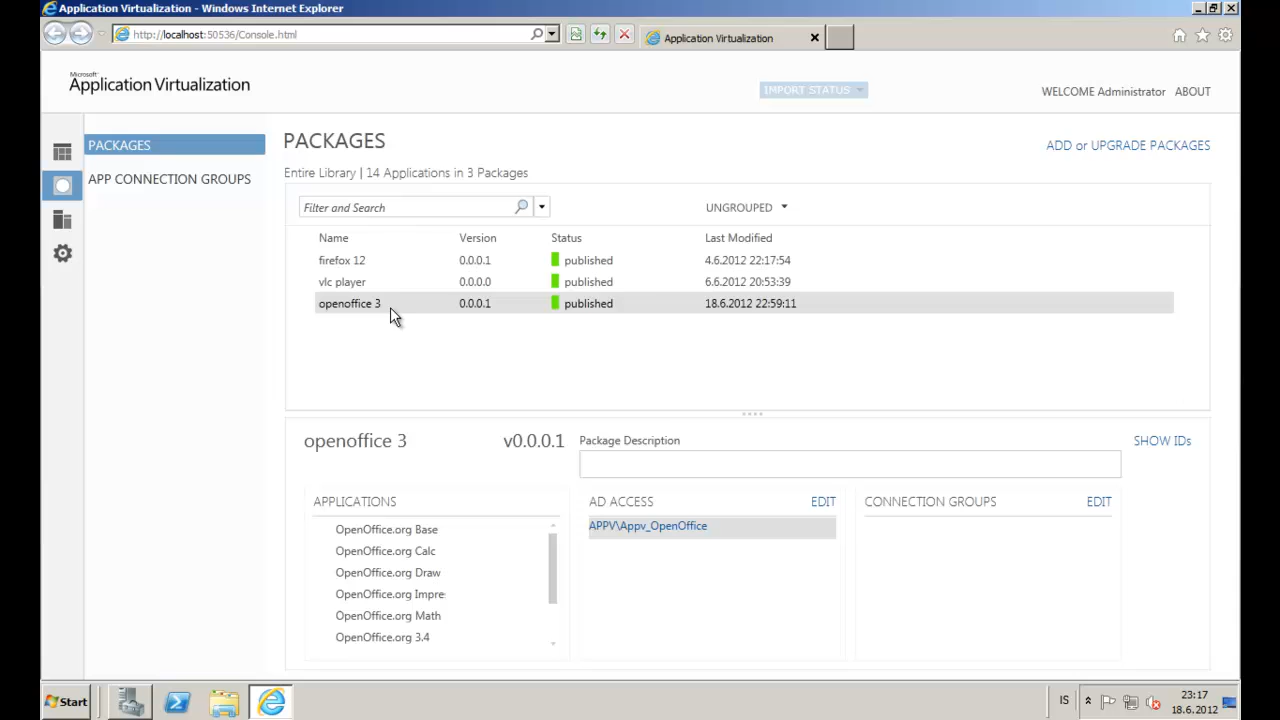 Application Virtualization - Windows Internet Explorer
http://localhost:50536/Console.html
Application Virtualization
Microsoft
Application Virtualization
IMPORT STATUS
WELCOME Administrator ABOUT
PACKAGES
APP CONNECTION GROUPS
PACKAGES
ADD or UPGRADE PACKAGES
Entire Library | 14 Applications in 3 Packages
Filter and Search
UNGROUPED
Name Version Status Last Modified
firefox 12 0.0.0.1 published 4.6.2012 22:17:54
vlc player 0.0.0.0 published 6.6.2012 20:53:39
openoffice 3 0.0.0.1 published 18.6.2012 22:59:11
openoffice 3 v0.0.0.1 Package Description SHOW IDs
APPLICATIONS AD ACCESS EDIT CONNECTION GROUPS EDIT
OpenOffice.org Base APPV\Appv_OpenOffice
OpenOffice.org Calc
OpenOffice.org Draw
OpenOffice.org Impre
OpenOffice.org Math
OpenOffice.org 3.4
Start IS 23:17
18.6.2012